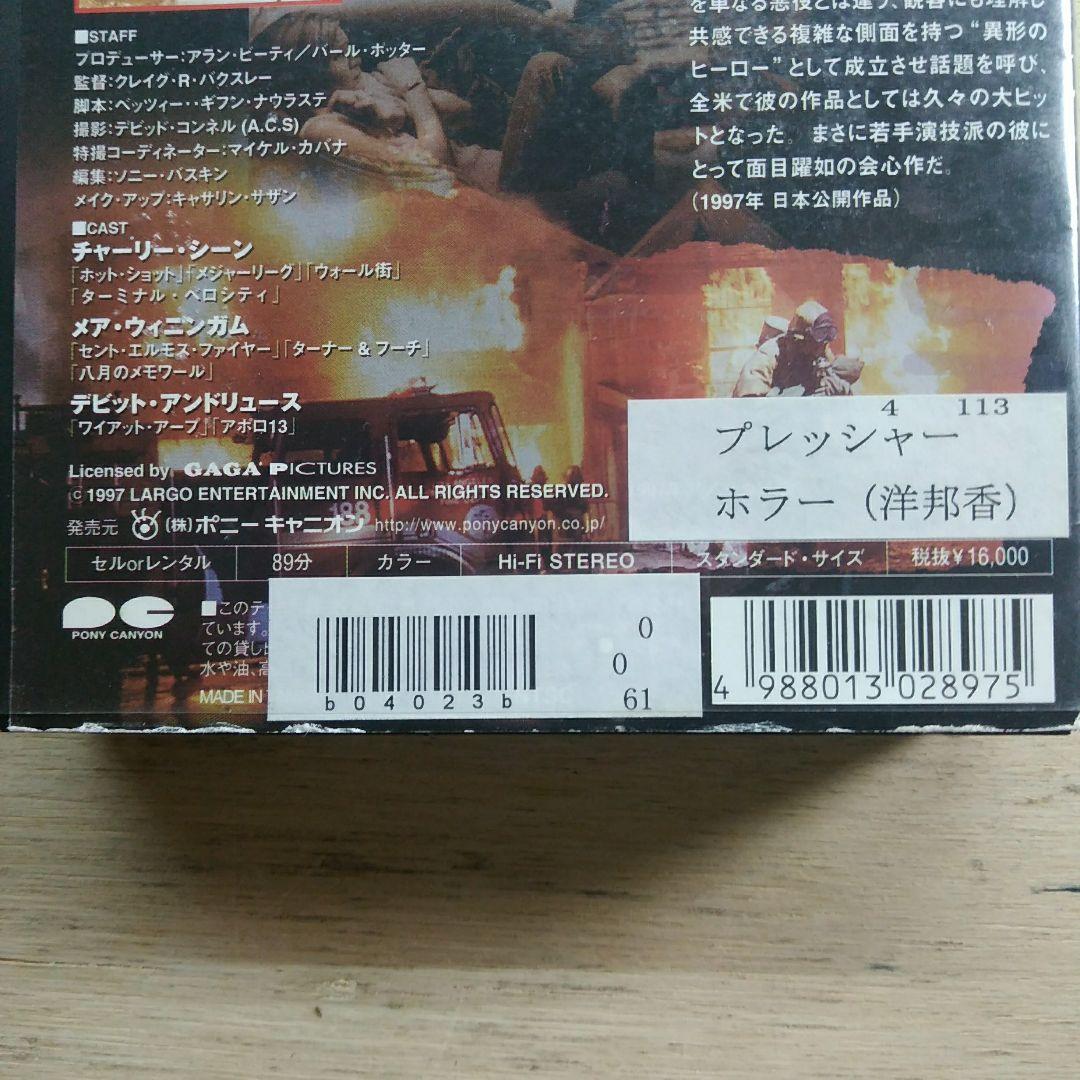 ■STAFF
プロデューサー:アラン・ビーティ/パール・ポッター
監督:クレイグ・R・バクスレー
脚本:ベッツィー・・ギフン・ナウラステ
撮影:デビッド・コンネル(A.C.S)
特撮コーディネーター:マイケル・カバナ
編集:ソニー・バスキン
メイク・アップ:キャサリン・サザン
■CAST
チャーリー・シーン
「ホット・ショット」「メジャーリーグ」「ウォール街」
「ターミナル・ベロシティ」
メア・ウィニンガム
「セント・エルモス・ファイヤー」「ターナー&フーチ」
「八月のメモワール」
デビット・アンドリュース
「ワイアット・アープ」「アポロ13」
を単なる悪役とは違う、観客にも理解し
共感できる複雑な側面を持つ“異形の
ヒーロー”として成立させ話題を呼び、
全米で彼の作品としては久々の大ヒッ
トとなった。まさに若手演技派の彼に
とって面目躍如の会心作だ。
(1997年 日本公開作品)
4 113
プレッシャー
ホラー(洋邦香)
188
Licensed by GAGA PICTURES
© 1997 LARGO ENTERTAINMENT INC. ALL RIGHTS RESERVED.
発売元 (株)ポニーキャニオン http://www.ponycanyon.co.jp/
セルorレンタル 89分 カラー Hi-Fi STEREO スタンダード・サイズ 税抜¥16,000
PONY CANYON
■このテ
ています。
ての貸し
水や油、高
MADE IN
b04023b
0
0
61
4 988013 028975